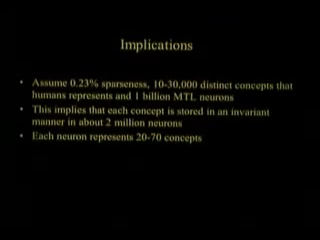 Implications
• Assume 0.23% sparseness, 10-30,000 distinct concepts that
humans represents and 1 billion MTL neurons
• This implies that each concept is stored in an invariant
manner in about 2 million neurons
• Each neuron represents 20-70 concepts